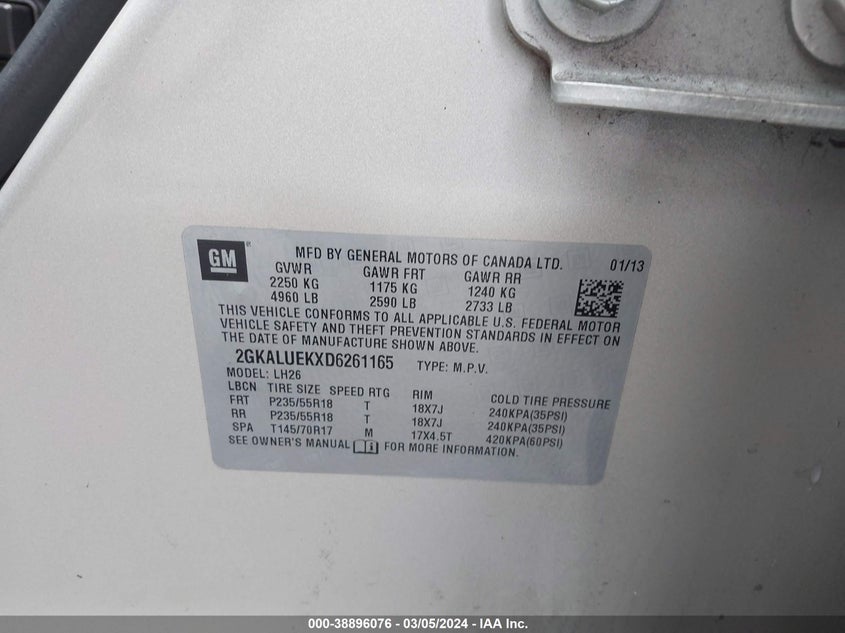 GM
MFD BY GENERAL MOTORS OF CANADA LTD. 01/13
GVWR GAWR FRT GAWR RR
2250 KG 1175 KG 1240 KG
4960 LB 2590 LB 2733 LB
THIS VEHICLE CONFORMS TO ALL APPLICABLE U.S. FEDERAL MOTOR
VEHICLE SAFETY AND THEFT PREVENTION STANDARDS IN EFFECT ON
THE DATE OF MANUFACTURE SHOWN ABOVE.
2GKALUEKXD6261165 TYPE: M.P.V.
MODEL: LH26
LBCN TIRE SIZE SPEED RTG RIM COLD TIRE PRESSURE
FRT P235/55R18 T 18X7J 240KPA(35PSI)
RR P235/55R18 T 18X7J 240KPA(35PSI)
SPA T145/70R17 M 17X4.5T 420KPA(60PSI)
SEE OWNER'S MANUAL FOR MORE INFORMATION.
000-38896076 — 03/05/2024 — IAA Inc.